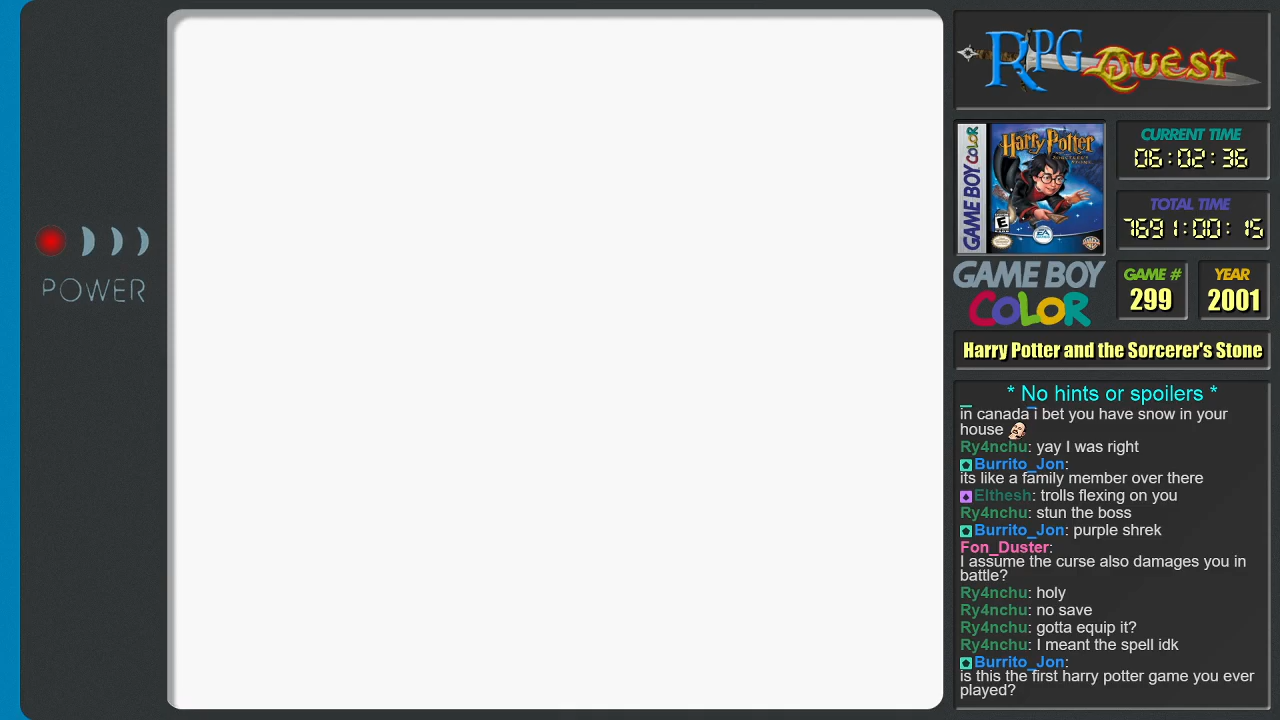 POWER
RPG Quest
GAME BOY COLOR
Harry Potter
SORCERER'S STONE
E
EA GAMES
CURRENT TIME
06:02:36
TOTAL TIME
7691:00:15
GAME BOY
COLOR
GAME #
299
YEAR
2001
Harry Potter and the Sorcerer's Stone
* No hints or spoilers *
in canada i bet you have snow in your
house
Ry4nchu: yay I was right
Burrito_Jon:
its like a family member over there
Elthesh: trolls flexing on you
Ry4nchu: stun the boss
Burrito_Jon: purple shrek
Fon_Duster:
I assume the curse also damages you in
battle?
Ry4nchu: holy
Ry4nchu: no save
Ry4nchu: gotta equip it?
Ry4nchu: I meant the spell idk
Burrito_Jon:
is this the first harry potter game you ever
played?